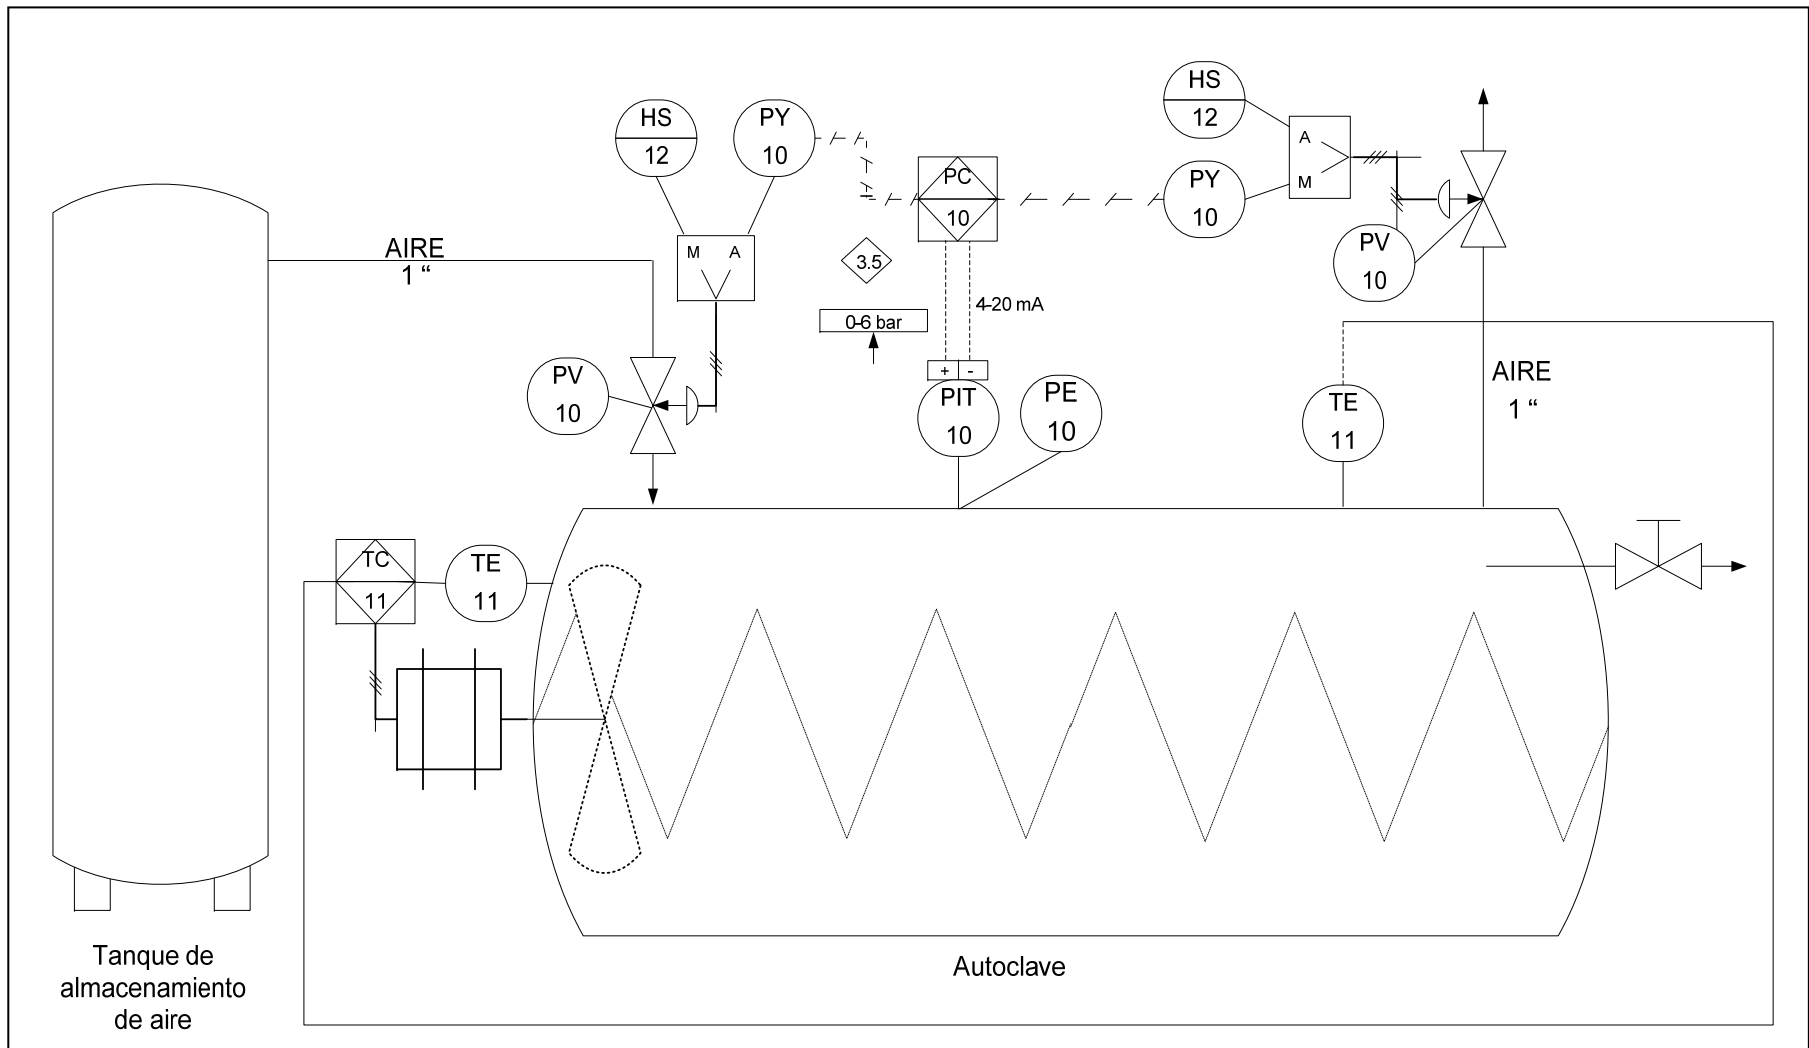 HS
12
PY
10
HS
12
A
M
PC
10
PY
10
PV
10
AIRE
1 “
M A
3.5
4-20 mA
0-6 bar
+ -
PV
10
PIT
10
PE
10
TE
11
AIRE
1 “
TC
11
TE
11
Tanque de
almacenamiento
de aire
Autoclave